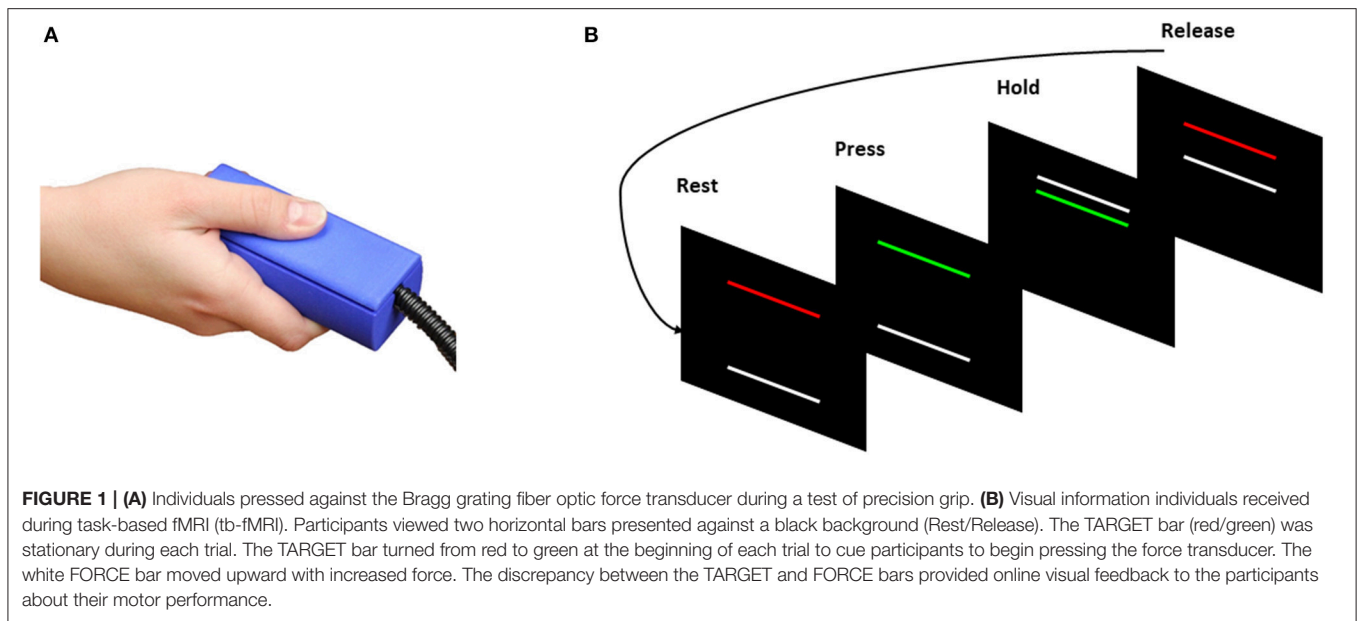 A
B
Release
Hold
Press
Rest
FIGURE 1 | (A) Individuals pressed against the Bragg grating fiber optic force transducer during a test of precision grip. (B) Visual information individuals received
during task-based fMRI (tb-fMRI). Participants viewed two horizontal bars presented against a black background (Rest/Release). The TARGET bar (red/green) was
stationary during each trial. The TARGET bar turned from red to green at the beginning of each trial to cue participants to begin pressing the force transducer. The
white FORCE bar moved upward with increased force. The discrepancy between the TARGET and FORCE bars provided online visual feedback to the participants
about their motor performance.